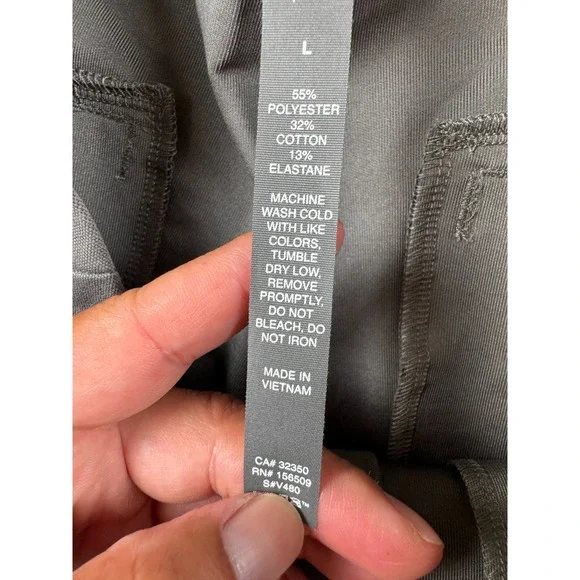 L
55%
POLYESTER
32%
COTTON
13%
ELASTANE
MACHINE
WASH COLD
WITH LIKE
COLORS,
TUMBLE
DRY LOW,
REMOVE
PROMPTLY,
DO NOT
BLEACH, DO
NOT IRON
MADE IN
VIETNAM
CA# 32350
RN# 156509
S#V480